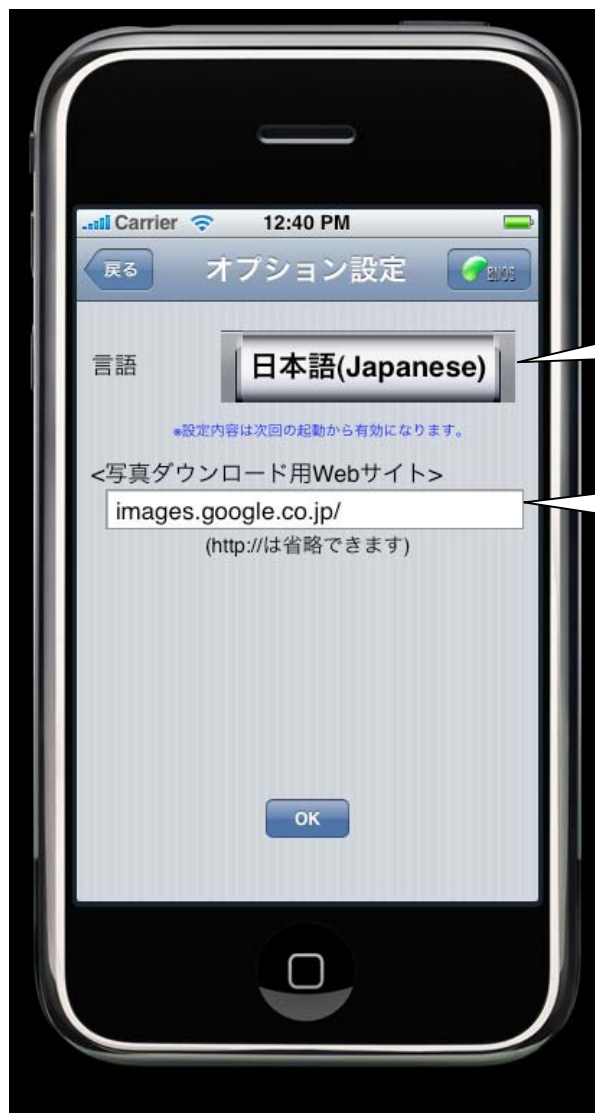 Carrier 12:40 PM
戻る オプション設定 EMOS
言語 日本語(Japanese)
*設定内容は次回の起動から有効になります。
<写真ダウンロード用Webサイト>
images.google.co.jp/
(http://は省略できます)
OK